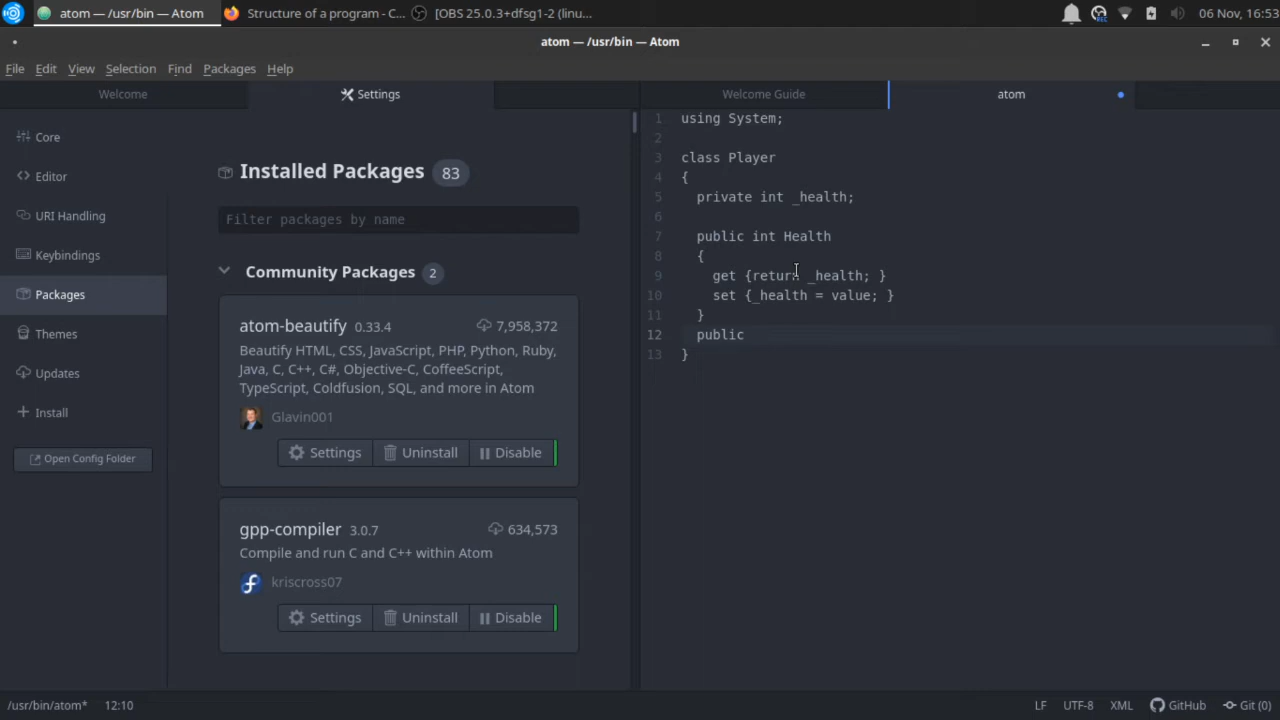 atom — /usr/bin — Atom
Structure of a program - C...
[OBS 25.0.3+dfsg1-2 (linu...
REC
06 Nov, 16:53
atom — /usr/bin — Atom
File Edit View Selection Find Packages Help
Welcome
Settings
Welcome Guide
atom
Core
Editor
URI Handling
Keybindings
Packages
Themes
Updates
Install
Open Config Folder
Installed Packages 83
Filter packages by name
Community Packages 2
atom-beautify 0.33.4 7,958,372
Beautify HTML, CSS, JavaScript, PHP, Python, Ruby,
Java, C, C++, C#, Objective-C, CoffeeScript,
TypeScript, Coldfusion, SQL, and more in Atom
Glavin001
Settings Uninstall Disable
gpp-compiler 3.0.7 634,573
Compile and run C and C++ within Atom
kriscross07
Settings Uninstall Disable
1 using System;
2
3 class Player
4 {
5 private int _health;
6
7 public int Health
8 {
9 get {return _health; }
10 set {_health = value; }
11 }
12 public
13 }
/usr/bin/atom* 12:10
LF UTF-8 XML GitHub Git (0)